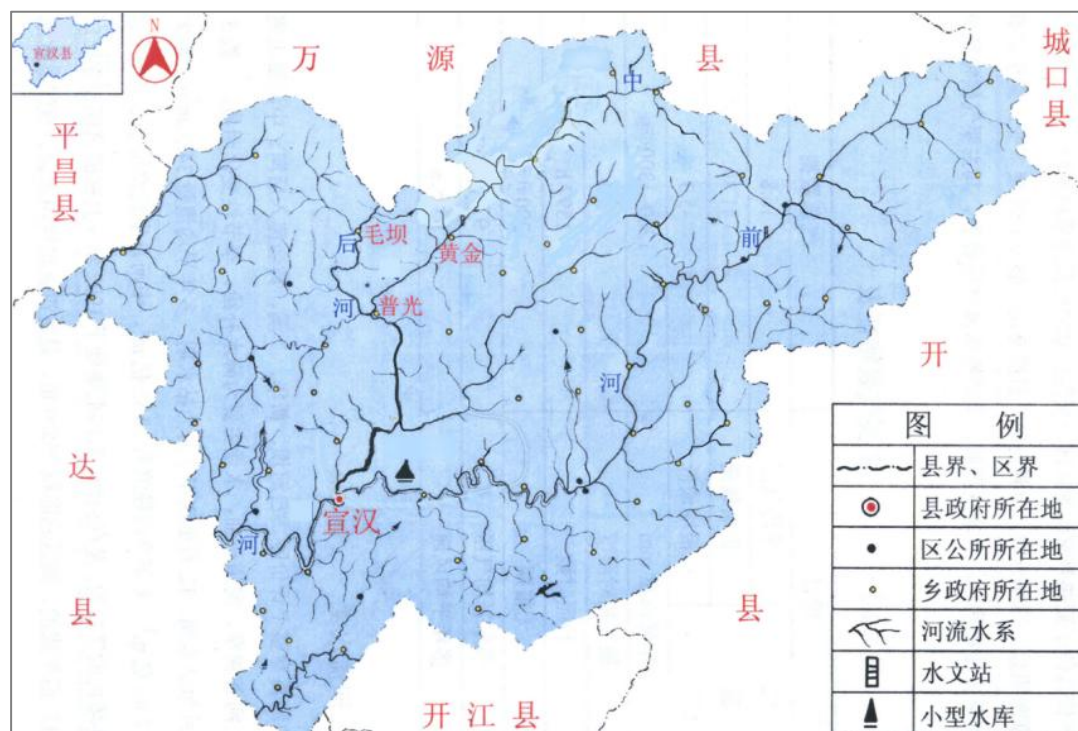 宣汉县
N
万源县
城口县
平昌县
中
后
毛坝
黄金
前
河
普光
河
开县
达县
宣汉
河
开江县
图 例
县界、区界
县政府所在地
区公所所在地
乡政府所在地
河流水系
水文站
小型水库